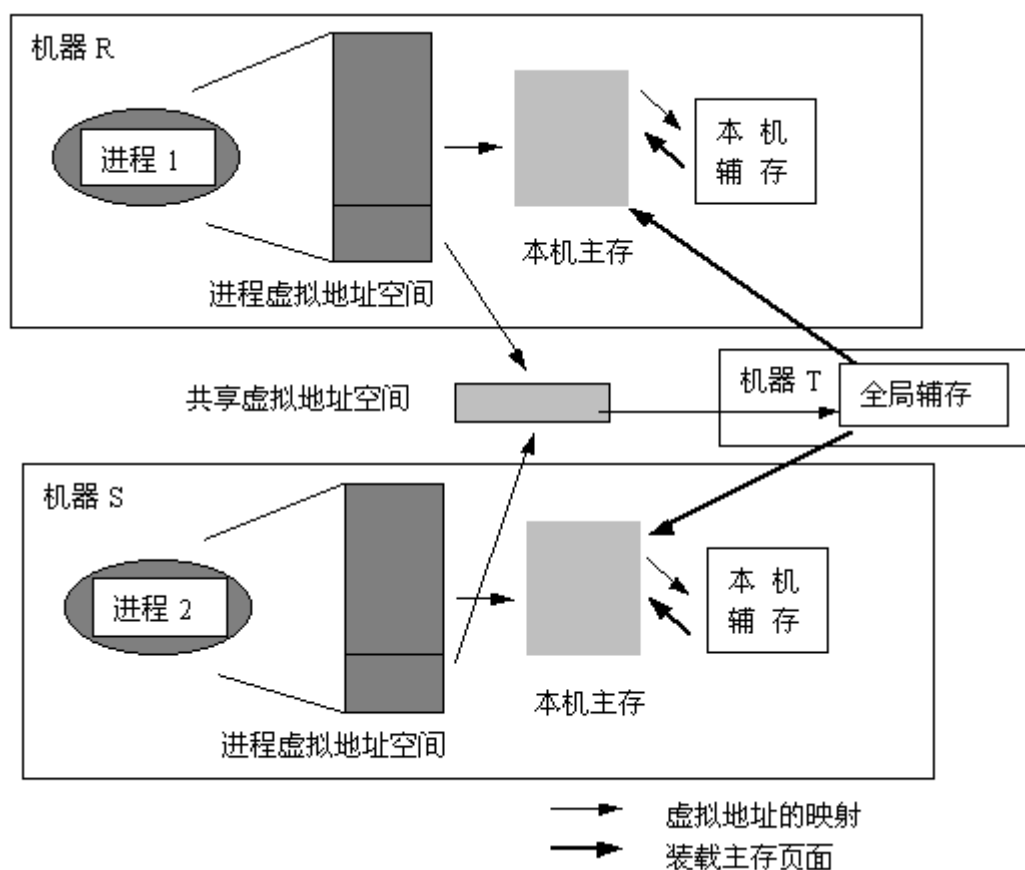 机器 R
进程 1
本 机
辅 存
本机主存
进程虚拟地址空间
共享虚拟地址空间
机器 T
全局辅存
机器 S
进程 2
本 机
辅 存
本机主存
进程虚拟地址空间
虚拟地址的映射
装载主存页面